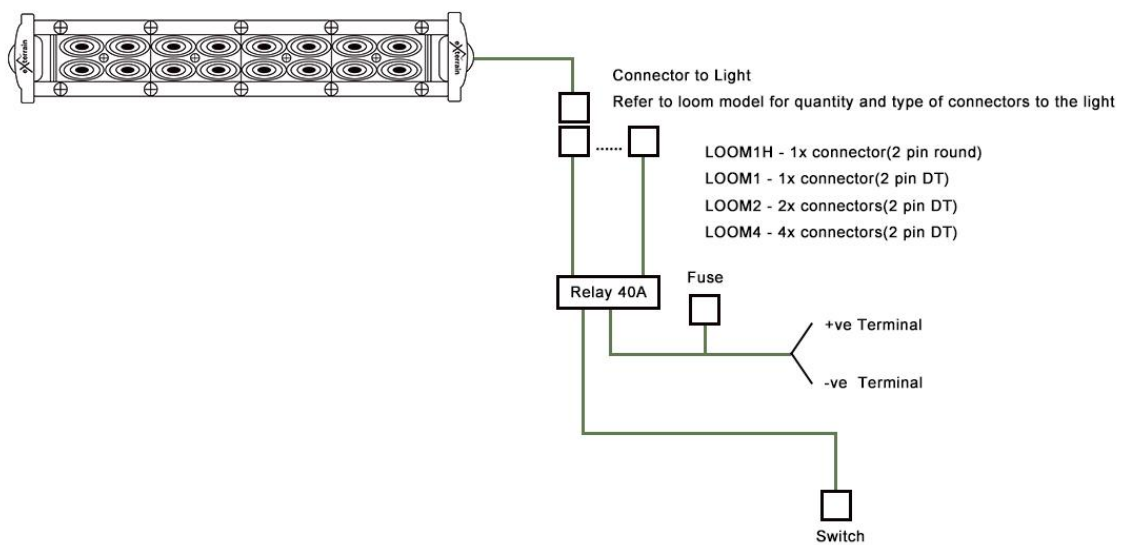 eXterrain
eXterrain
Connector to Light
Refer to loom model for quantity and type of connectors to the light
......
LOOM1H - 1x connector(2 pin round)
LOOM1 - 1x connector(2 pin DT)
LOOM2 - 2x connectors(2 pin DT)
LOOM4 - 4x connectors(2 pin DT)
Relay 40A
Fuse
+ve Terminal
-ve Terminal
Switch